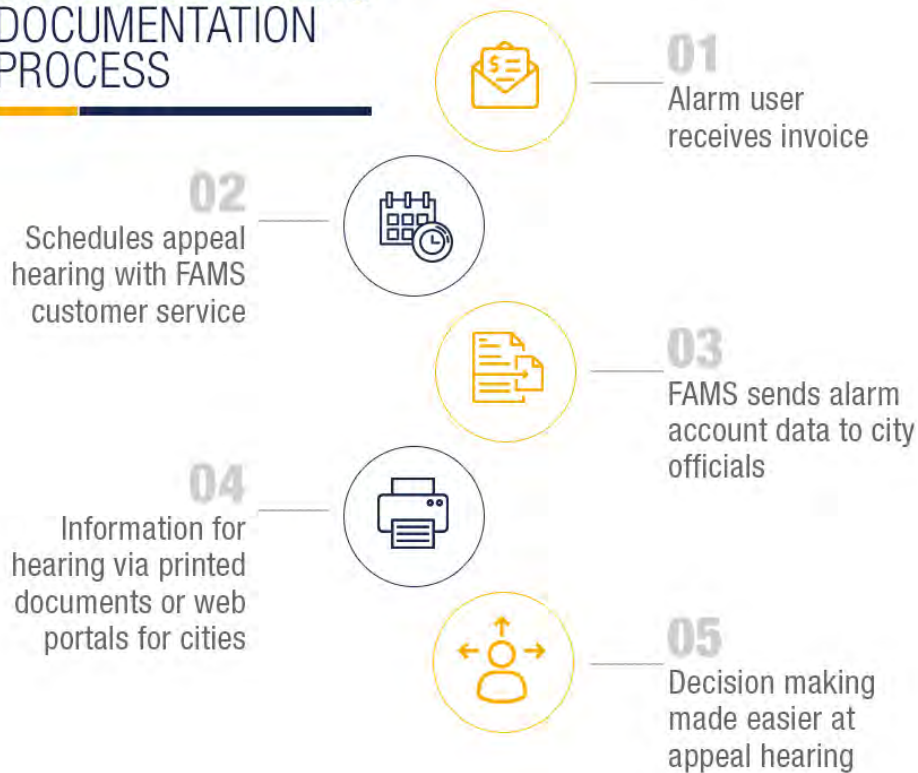 DOCUMENTATION
PROCESS
01
Alarm user
receives invoice
02
Schedules appeal
hearing with FAMS
customer service
03
FAMS sends alarm
account data to city
officials
04
Information for
hearing via printed
documents or web
portals for cities
05
Decision making
made easier at
appeal hearing